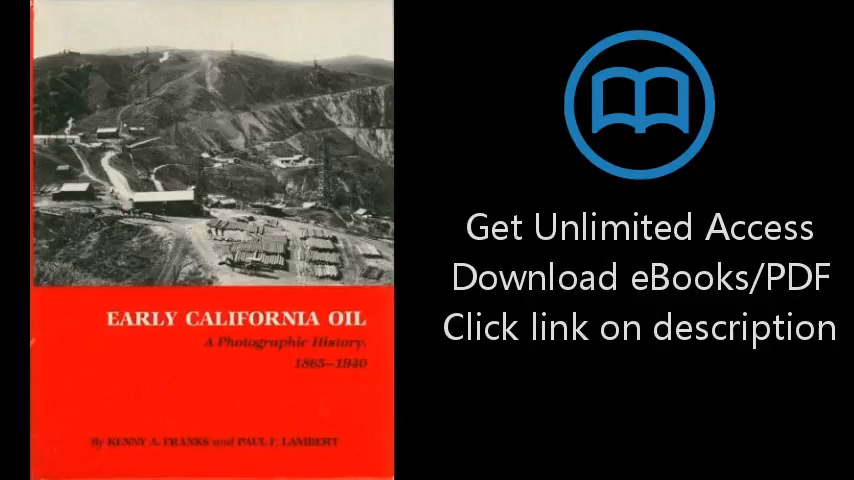 EARLY CALIFORNIA OIL
A Photographic History,
1865–1940
By KENNY A. FRANKS and PAUL F. LAMBERT
Get Unlimited Access
Download eBooks/PDF
Click link on description